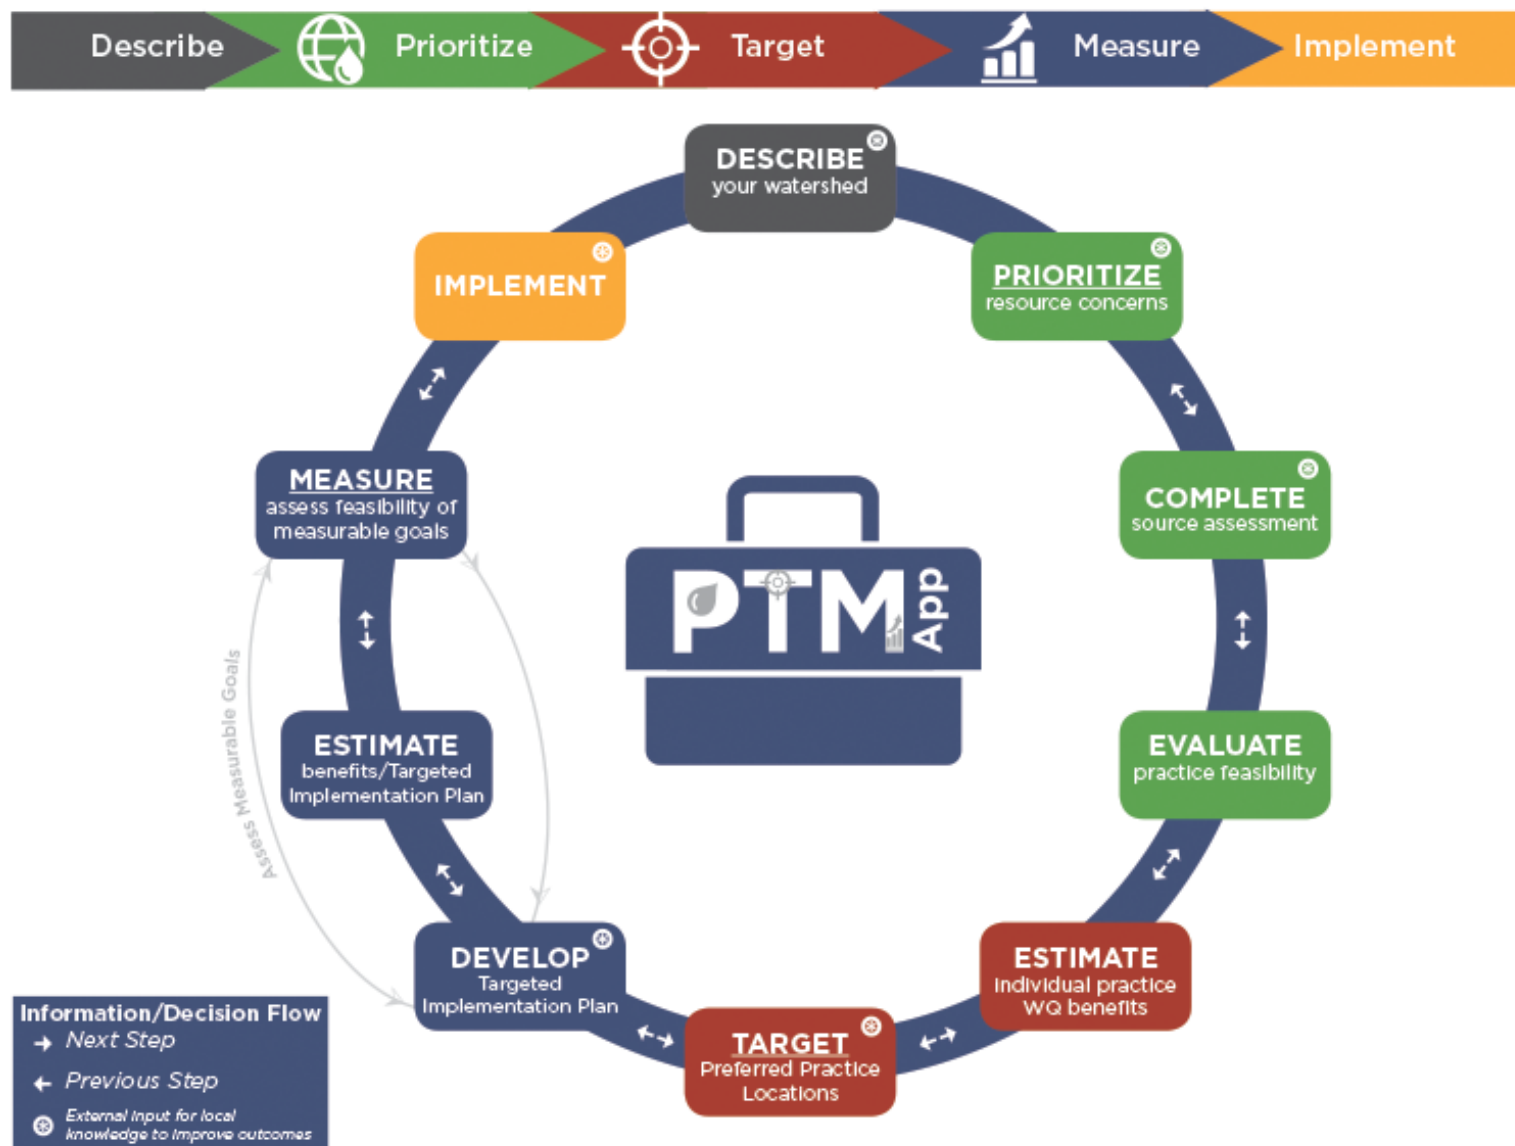 Describe
Prioritize
Target
Measure
Implement
DESCRIBE
your watershed
PRIORITIZE
resource concerns
COMPLETE
source assessment
EVALUATE
practice feasibility
ESTIMATE
Individual practice
WQ benefits
TARGET
Preferred Practice
Locations
DEVELOP
Targeted
Implementation Plan
ESTIMATE
benefits/Targeted
Implementation Plan
MEASURE
assess feasibility of
measurable goals
IMPLEMENT
Assess Measurable Goals
PTM
App
Information/Decision Flow
Next Step
Previous Step
External input for local
knowledge to improve outcomes